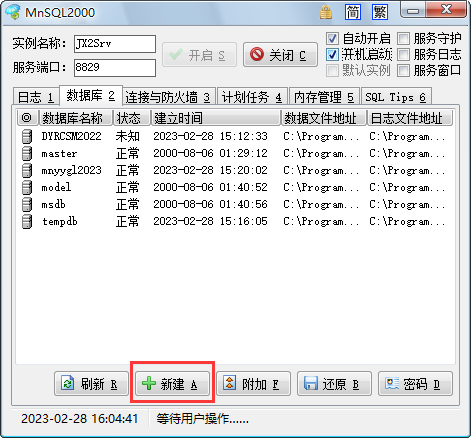 MnSQL2000 简 繁
实例名称: JX2Srv
服务端口: 8829
开启 S 关闭 C
自动开启 服务守护
开机启动 服务日志
默认实例 服务窗口
日志 1 数据库 2 连接与防火墙 3 计划任务 4 内存管理 5 SQL Tips 6
@ 数据库名称 状态 建立时间 数据文件地址 日志文件地址
DYRCSM2022 未知 2023-02-28 15:12:33 C:\Program... C:\Program...
master 正常 2000-08-06 01:29:12 C:\Program... C:\Program...
mnyygl2023 正常 2023-02-28 15:20:02 C:\Program... C:\Program...
model 正常 2000-08-06 01:40:52 C:\Program... C:\Program...
msdb 正常 2000-08-06 01:40:56 C:\Program... C:\Program...
tempdb 正常 2023-02-28 15:16:05 C:\Program... C:\Program...
刷新 R 新建 A 附加 F 还原 B 密码 D
2023-02-28 16:04:41 等待用户操作......